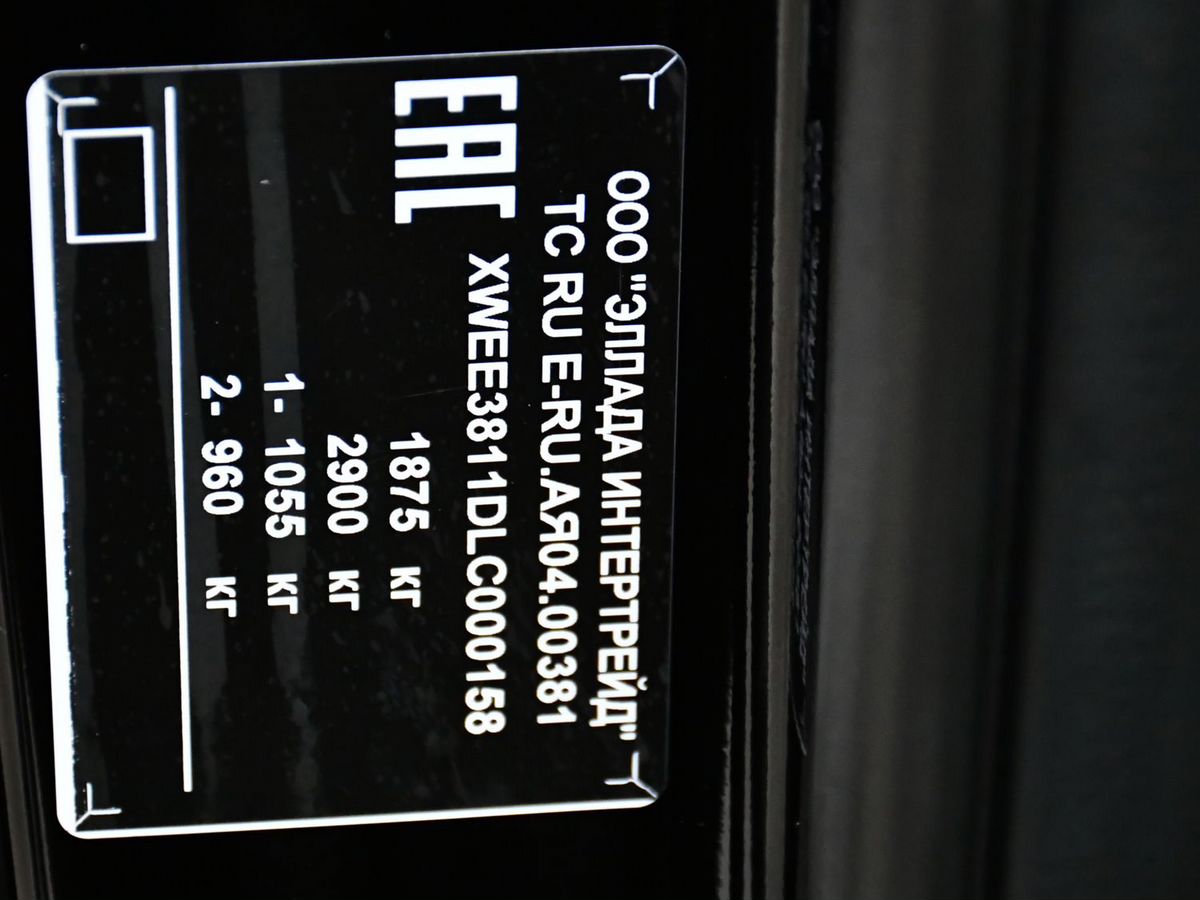 ООО "ЭЛЛАДА ИНТЕРТРЕЙД"
ТС RU E-RU.АЯ04.00381
EAC
XWEE3811DLC000158
1875 кг
2900 кг
1- 1055 кг
2- 960 кг